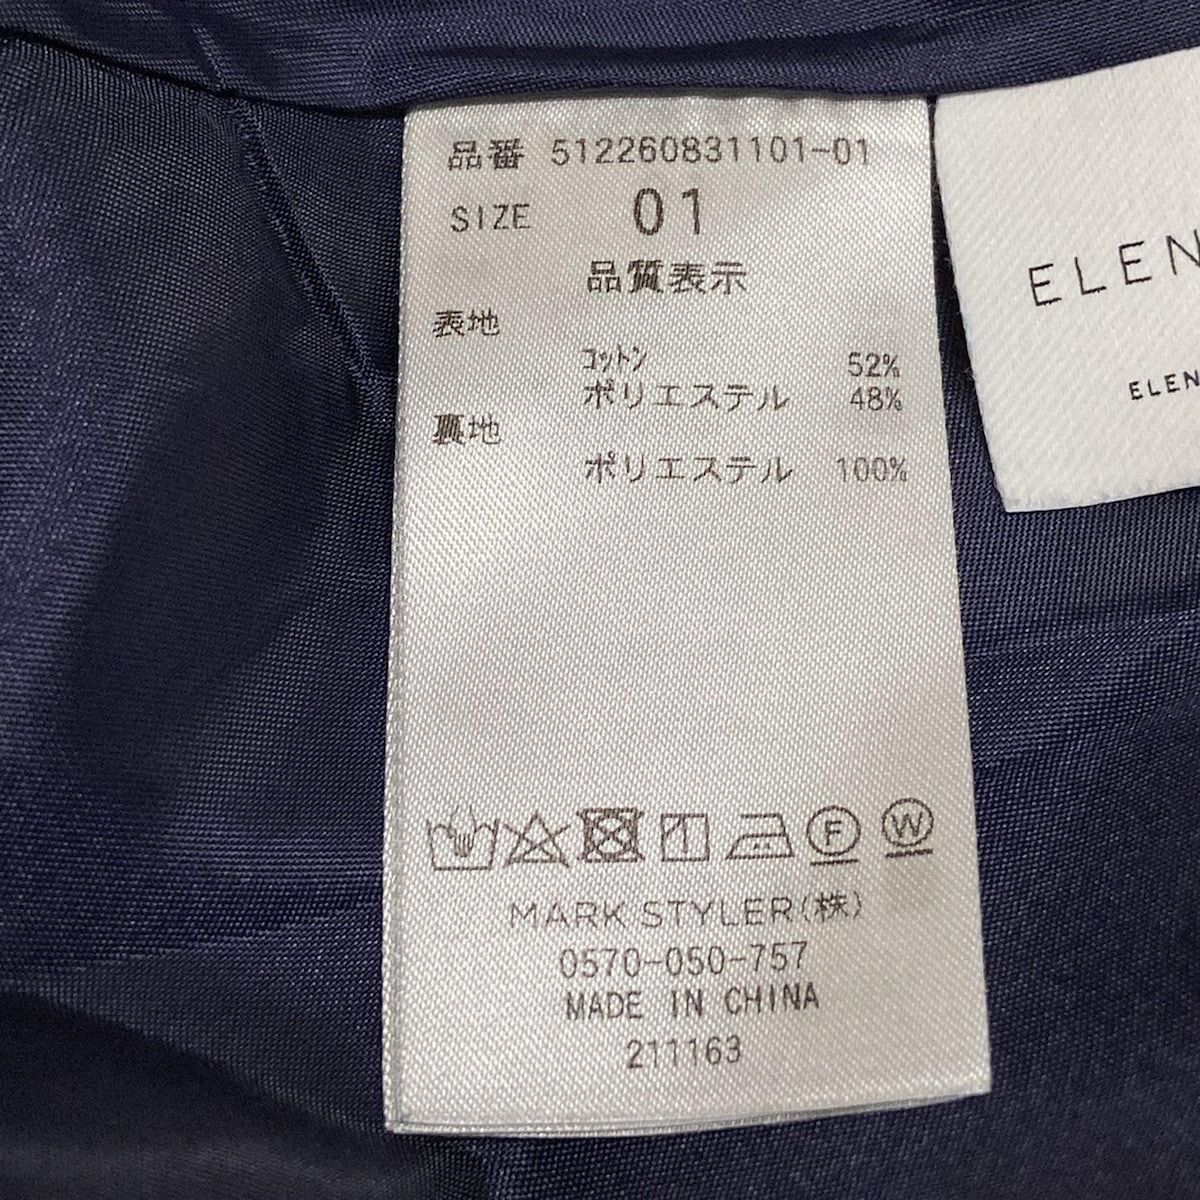 品番 512260831101-01
SIZE 01
品質表示
表地
コットン 52%
ポリエステル 48%
裏地
ポリエステル 100%
F W
MARK STYLER(株)
0570-050-757
MADE IN CHINA
211163
ELEN
ELEN